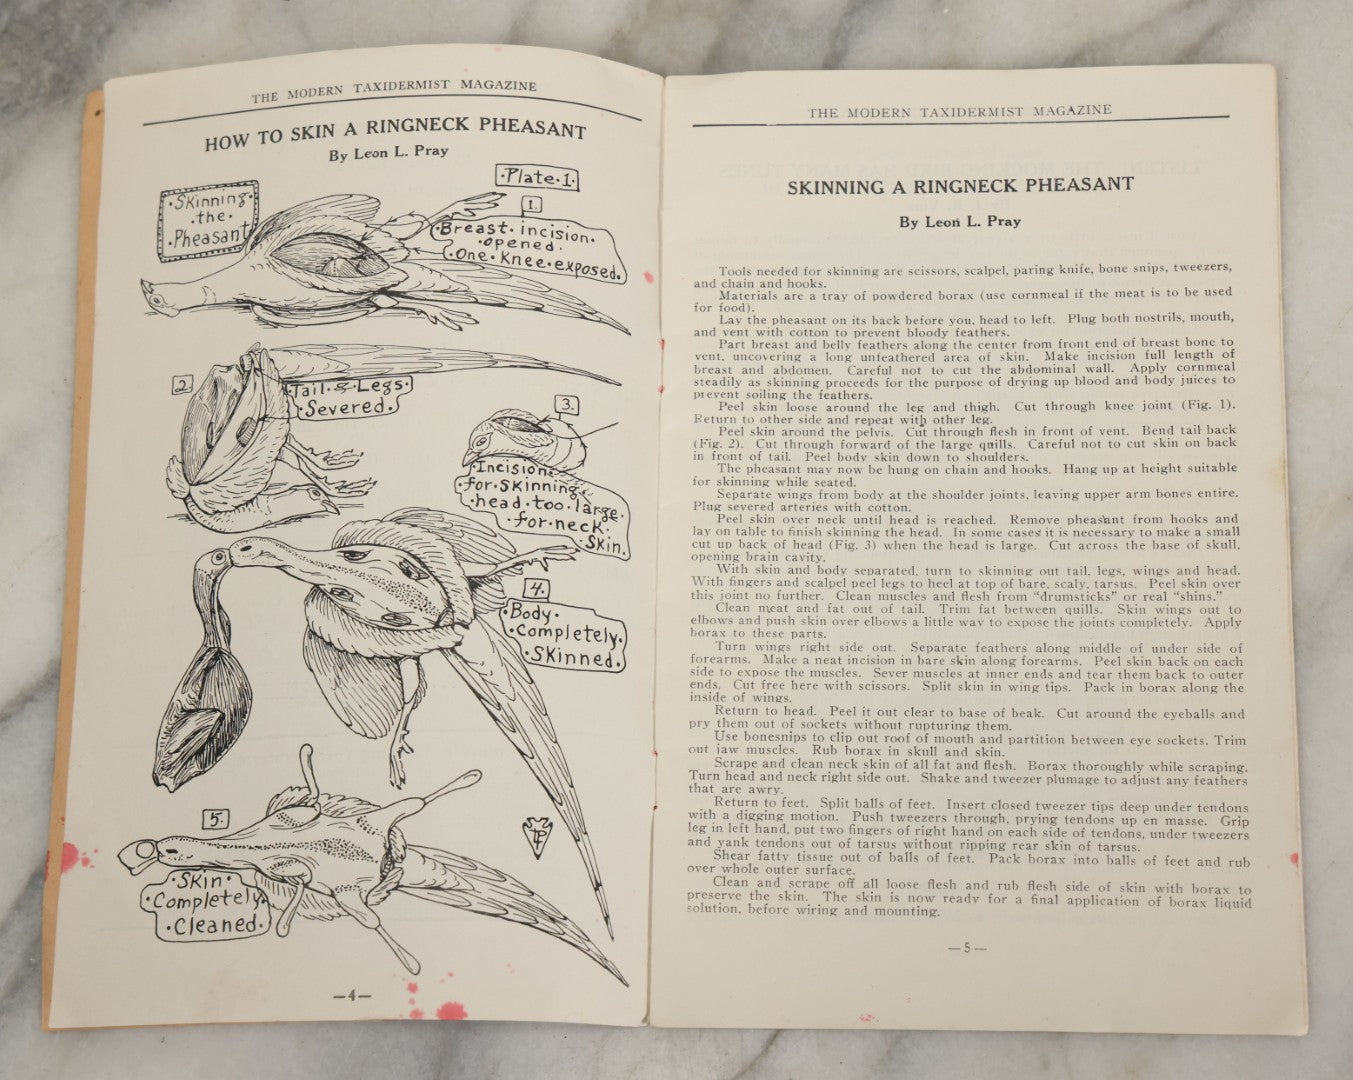 THE MODERN TAXIDERMIST MAGAZINE
HOW TO SKIN A RINGNECK PHEASANT
By Leon L. Pray
·Plate·1·
·Skinning·
·the·
·Pheasant·
1.
·Breast·incision·
·opened·
·One·Knee·exposed·
2.
·Tail·&·Legs·
·Severed·
3.
·Incision·
·for·skinning·
·head·too·large·
·for·neck·
·Skin·
4.
·Body·
·Completely·
·Skinned·
5.
·Skin·
·Completely·
·Cleaned·
—4—
THE MODERN TAXIDERMIST MAGAZINE
SKINNING A RINGNECK PHEASANT
By Leon L. Pray
Tools needed for skinning are scissors, scalpel, paring knife, bone snips, tweezers,
and chain and hooks.
Materials are a tray of powdered borax (use cornmeal if the meat is to be used
for food).
Lay the pheasant on its back before you, head to left. Plug both nostrils, mouth,
and vent with cotton to prevent bloody feathers.
Part breast and belly feathers along the center from front end of breast bone to
vent, uncovering a long unfeathered area of skin. Make incision full length of
breast and abdomen. Careful not to cut the abdominal wall. Apply cornmeal
steadily as skinning proceeds for the purpose of drying up blood and body juices to
prevent soiling the feathers.
Peel skin loose around the leg and thigh. Cut through knee joint (Fig. 1).
Return to other side and repeat with other leg.
Peel skin around the pelvis. Cut through flesh in front of vent. Bend tail back
(Fig. 2). Cut through forward of the large quills. Careful not to cut skin on back
in front of tail. Peel body skin down to shoulders.
The pheasant may now be hung on chain and hooks. Hang up at height suitable
for skinning while seated.
Separate wings from body at the shoulder joints, leaving upper arm bones entire.
Plug severed arteries with cotton.
Peel skin over neck until head is reached. Remove pheasant from hooks and
lay on table to finish skinning the head. In some cases it is necessary to make a small
cut up back of head (Fig. 3) when the head is large. Cut across the base of skull,
opening brain cavity.
With skin and body separated, turn to skinning out tail, legs, wings and head.
With fingers and scalpel peel legs to heel at top of bare, scaly, tarsus. Peel skin over
this joint no further. Clean muscles and flesh from “drumsticks” or real “shins.”
Clean meat and fat out of tail. Trim fat between quills. Skin wings out to
elbows and push skin over elbows a little way to expose the joints completely. Apply
borax to these parts.
Turn wings right side out. Separate feathers along middle of under side of
forearms. Make a neat incision in bare skin along forearms. Peel skin back on each
side to expose the muscles. Sever muscles at inner ends and tear them back to outer
ends. Cut free here with scissors. Split skin in wing tips. Pack in borax along the
inside of wings.
Return to head. Peel it out clear to base of beak. Cut around the eyeballs and
pry them out of sockets without rupturing them.
Use bonesnips to clip out roof of mouth and partition between eye sockets. Trim
out jaw muscles. Rub borax in skull and skin.
Scrape and clean neck skin of all fat and flesh. Borax thoroughly while scraping.
Turn head and neck right side out. Shake and tweezer plumage to adjust any feathers
that are awry.
Return to feet. Split balls of feet. Insert closed tweezer tips deep under tendons
with a digging motion. Push tweezers through, prying tendons up en masse. Grip
leg in left hand, put two fingers of right hand on each side of tendons, under tweezers
and yank tendons out of tarsus without ripping rear skin of tarsus.
Shear fatty tissue out of balls of feet. Pack borax into balls of feet and rub
over whole outer surface.
Clean and scrape off all loose flesh and rub flesh side of skin with borax to
preserve the skin. The skin is now ready for a final application of borax liquid
solution, before wiring and mounting.
—5—